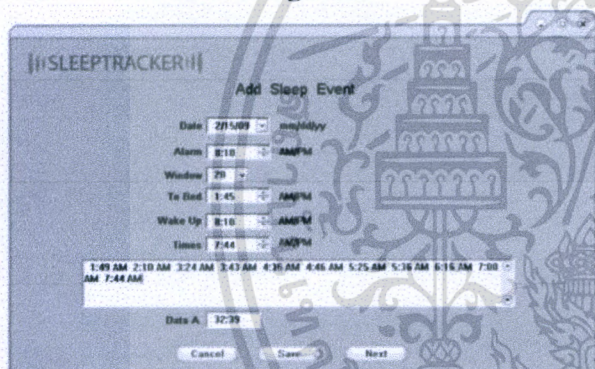 SLEEPTRACKER
Add Sleep Event
Date 2/15/09 mm/dd/yy
Alarm 8:10 AM/PM
Window 20
To Bed 1:45 AM/PM
Wake Up 8:10 AM/PM
Times 7:44 AM/PM
1:49 AM 2:10 AM 3:24 AM 3:43 AM 4:36 AM 4:46 AM 5:25 AM 5:36 AM 6:16 AM 7:00
AM 7:44 AM
Data A 32:39
Cancel Save Next